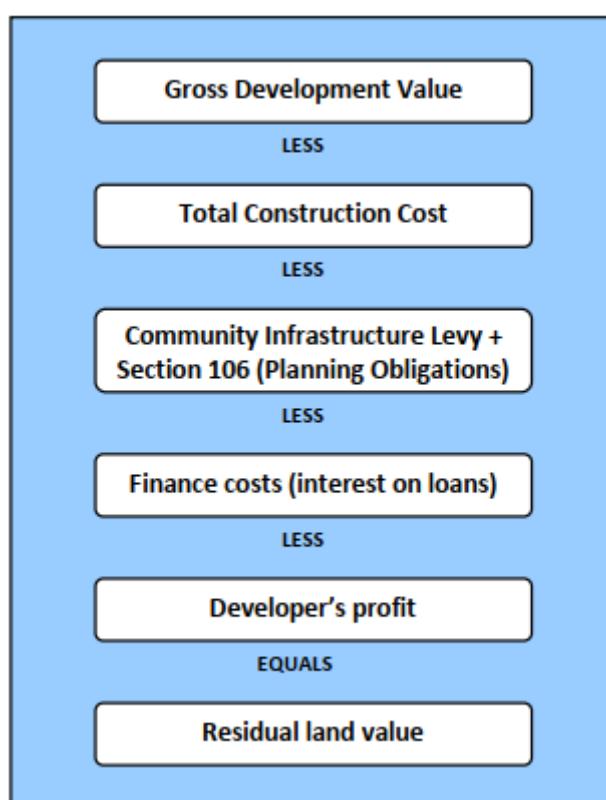 Gross Development Value
LESS
Total Construction Cost
LESS
Community Infrastructure Levy +
Section 106 (Planning Obligations)
LESS
Finance costs (interest on loans)
LESS
Developer’s profit
EQUALS
Residual land value